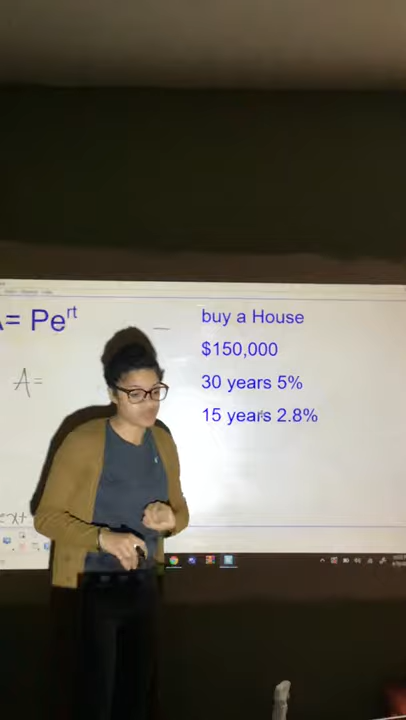 = Pe^rt
buy a House
$150,000
A=
30 years 5%
15 years 2.8%